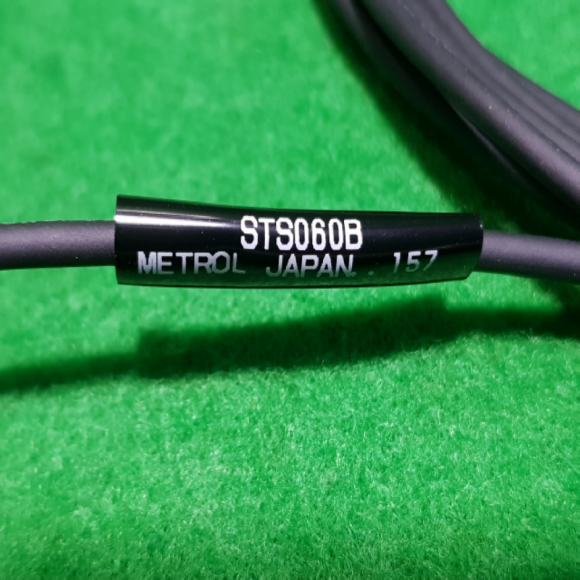 STS060B
METROL JAPAN . 157